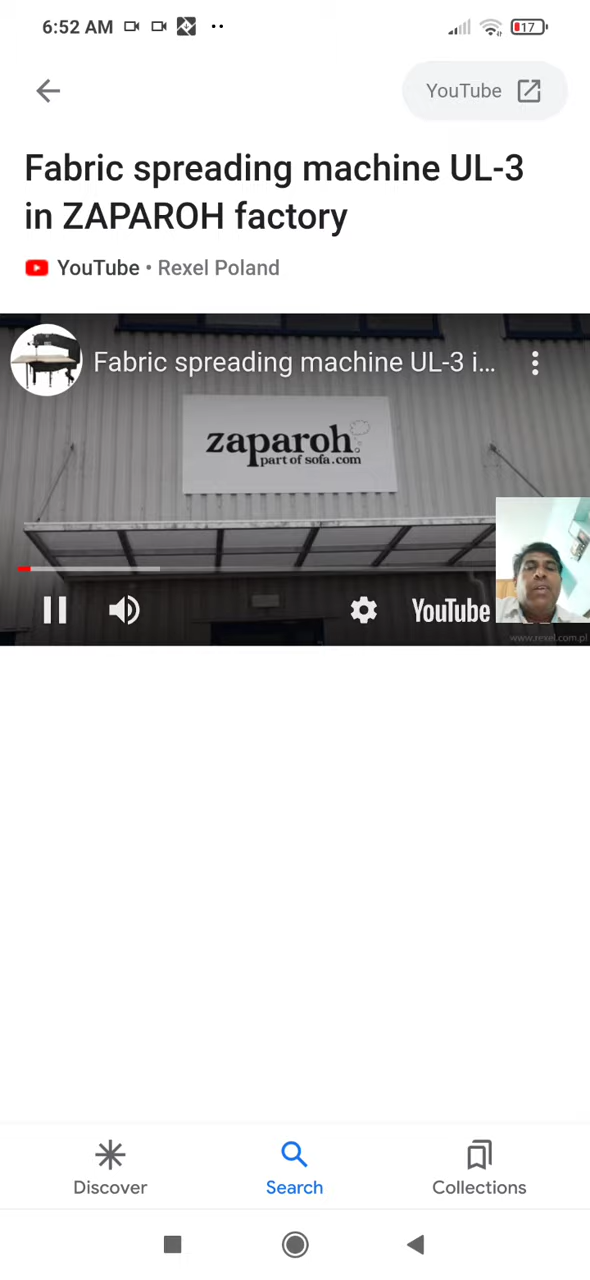 6:52 AM
17
YouTube
Fabric spreading machine UL-3
in ZAPAROH factory
YouTube • Rexel Poland
Fabric spreading machine UL-3 i...
zaparoh
part of sofa.com
YouTube
www.rexel.com.pl
Discover
Search
Collections